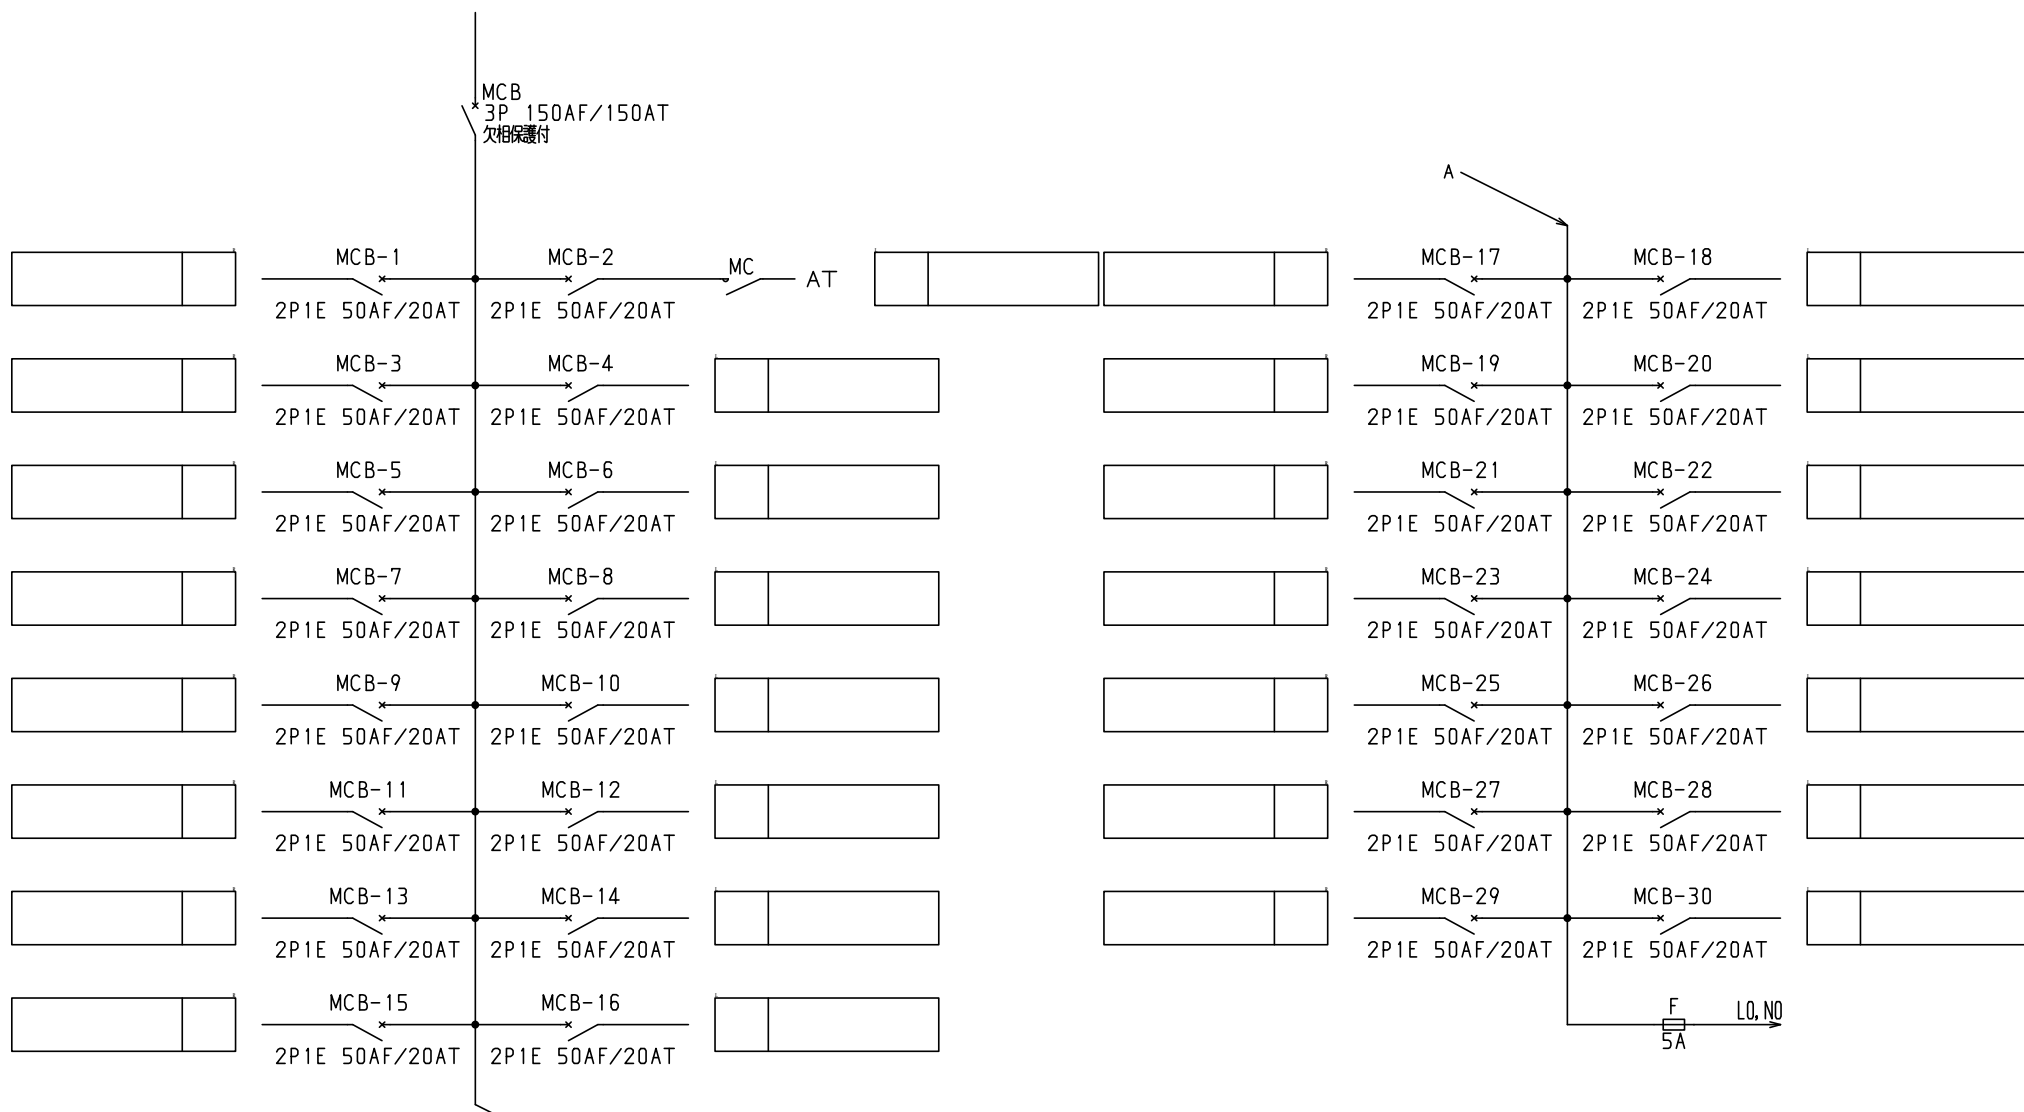 MCB
3P 150AF/150AT
欠相保護付
MCB-1
2P1E 50AF/20AT
MCB-2
2P1E 50AF/20AT
MC
AT
MCB-3
2P1E 50AF/20AT
MCB-4
2P1E 50AF/20AT
MCB-5
2P1E 50AF/20AT
MCB-6
2P1E 50AF/20AT
MCB-7
2P1E 50AF/20AT
MCB-8
2P1E 50AF/20AT
MCB-9
2P1E 50AF/20AT
MCB-10
2P1E 50AF/20AT
MCB-11
2P1E 50AF/20AT
MCB-12
2P1E 50AF/20AT
MCB-13
2P1E 50AF/20AT
MCB-14
2P1E 50AF/20AT
MCB-15
2P1E 50AF/20AT
MCB-16
2P1E 50AF/20AT
A
MCB-17
2P1E 50AF/20AT
MCB-18
2P1E 50AF/20AT
MCB-19
2P1E 50AF/20AT
MCB-20
2P1E 50AF/20AT
MCB-21
2P1E 50AF/20AT
MCB-22
2P1E 50AF/20AT
MCB-23
2P1E 50AF/20AT
MCB-24
2P1E 50AF/20AT
MCB-25
2P1E 50AF/20AT
MCB-26
2P1E 50AF/20AT
MCB-27
2P1E 50AF/20AT
MCB-28
2P1E 50AF/20AT
MCB-29
2P1E 50AF/20AT
MCB-30
2P1E 50AF/20AT
F
5A
L0,N0